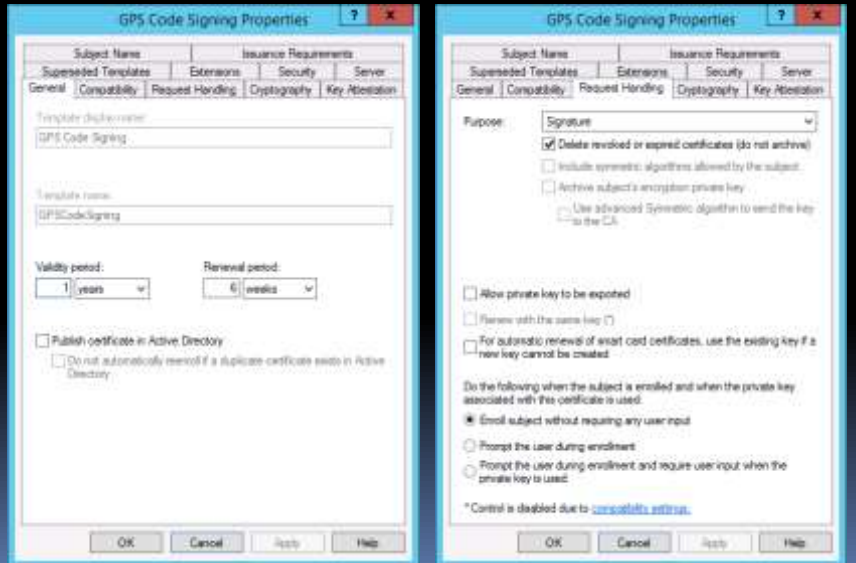 GPS Code Signing Properties
?
x
Subject Name
Issuance Requirements
Superseded Templates
Extensions
Security
Server
General
Compatibility
Request Handling
Cryptography
Key Attestation
Template display name:
GPS Code Signing
Template name:
GPSCodeSigning
Validity period:
Renewal period:
1 years
6 weeks
Publish certificate in Active Directory
Do not automatically reenroll if a duplicate certificate exists in Active
Directory
OK
Cancel
Apply
Help
GPS Code Signing Properties
?
x
Subject Name
Issuance Requirements
Superseded Templates
Extensions
Security
Server
General
Compatibility
Request Handling
Cryptography
Key Attestation
Purpose:
Signature
Delete revoked or expired certificates (do not archive)
Include symmetric algorithms allowed by the subject
Archive subject's encryption private key
Use advanced Symmetric algorithm to send the key
to the CA
Allow private key to be exported
Renew with the same key (*)
For automatic renewal of smart card certificates, use the existing key if a
new key cannot be created
Do the following when the subject is enrolled and when the private key
associated with this certificate is used:
Enroll subject without requiring any user input
Prompt the user during enrollment
Prompt the user during enrollment and require user input when the
private key is used
* Control is disabled due to compatibility settings.
OK
Cancel
Apply
Help